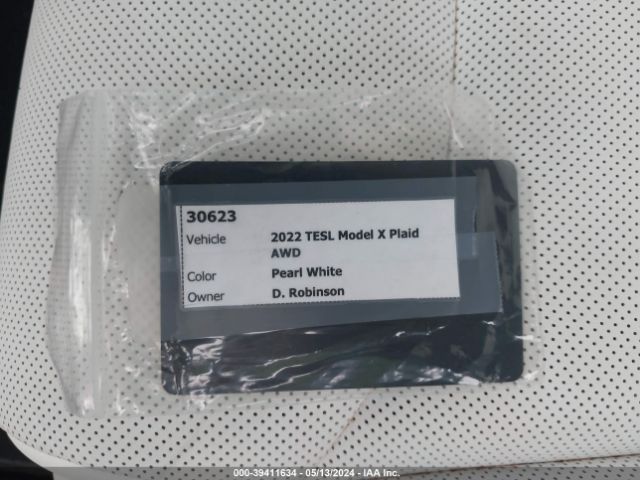 30623
Vehicle 2022 TESL Model X Plaid
AWD
Color Pearl White
Owner D. Robinson
000-39411634 - 05/13/2024 - IAA Inc.